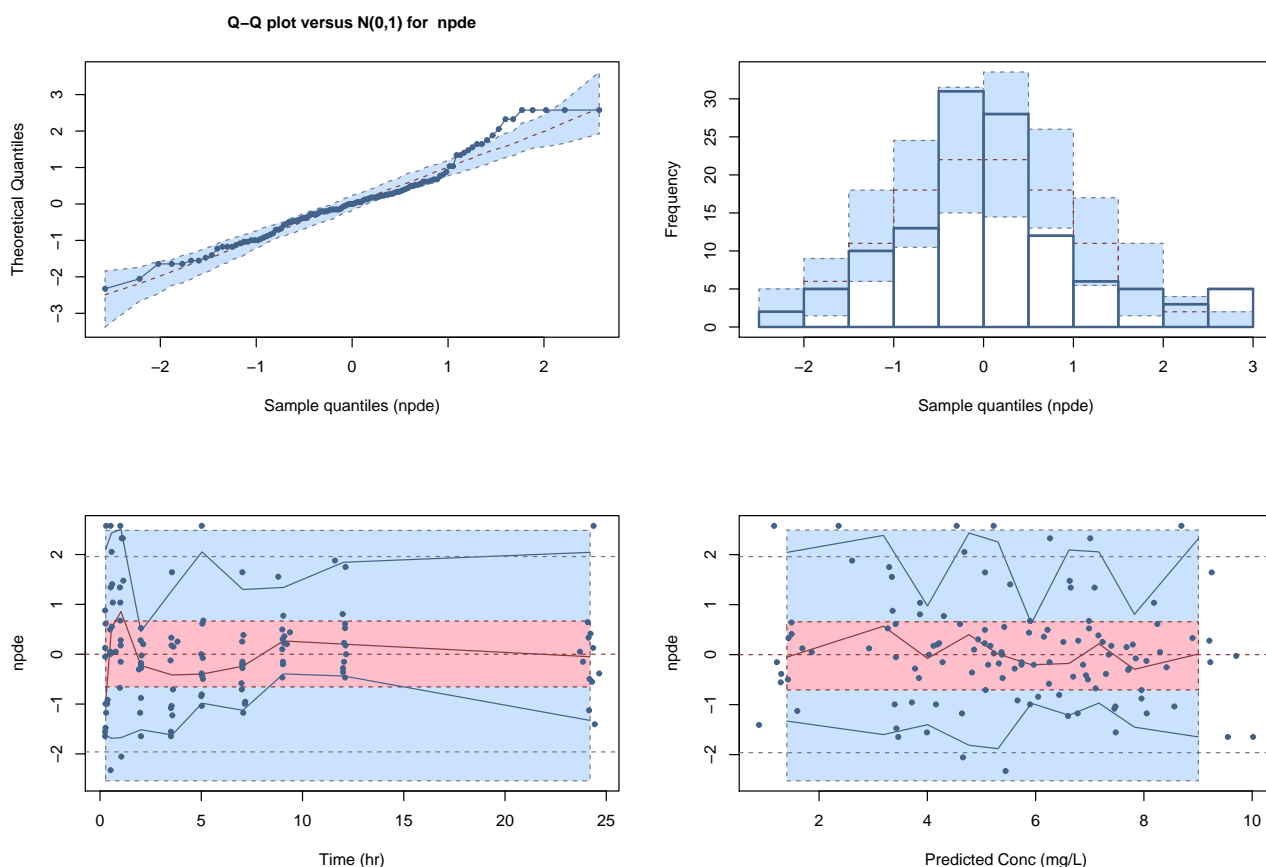 Q−Q plot versus N(0,1) for npde
Theoretical Quantiles
3
2
1
0
−1
−2
−3
−2 −1 0 1 2
Sample quantiles (npde)
Frequency
30
25
20
15
10
5
0
−2 −1 0 1 2 3
Sample quantiles (npde)
npde
2
1
0
−1
−2
0 5 10 15 20 25
Time (hr)
npde
2
1
0
−1
−2
2 4 6 8 10
Predicted Conc (mg/L)